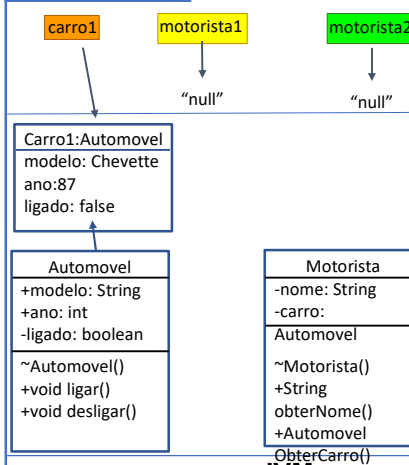 carro1
motorista1
motorista2
“null”
“null”
Carro1:Automovel
modelo: Chevette
ano:87
ligado: false
Automovel
+modelo: String
+ano: int
-ligado: boolean
~Automovel()
+void ligar()
+void desligar()
Motorista
-nome: String
-carro:
Automovel
~Motorista()
+String
obterNome()
+Automovel
ObterCarro()